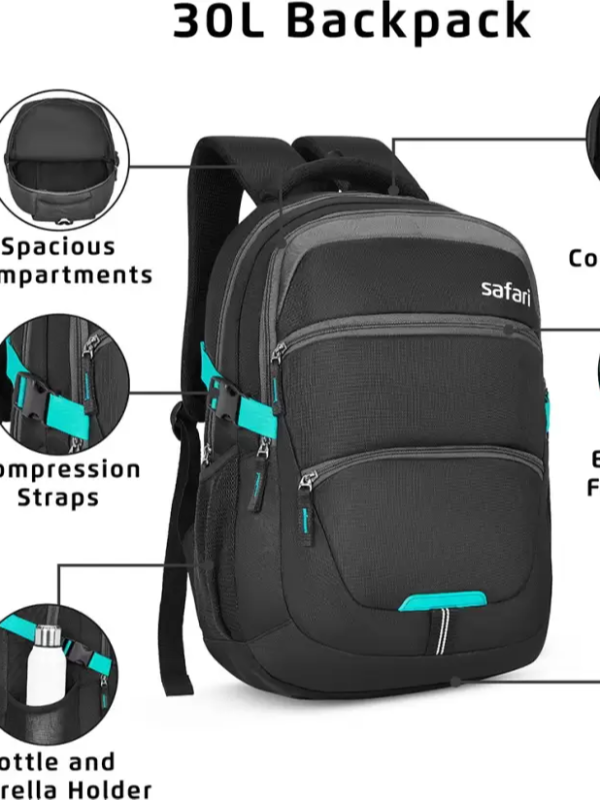 30L Backpack
Spacious
mpartments
safari
Co
ompression
Straps
F
ottle and
rella Holder